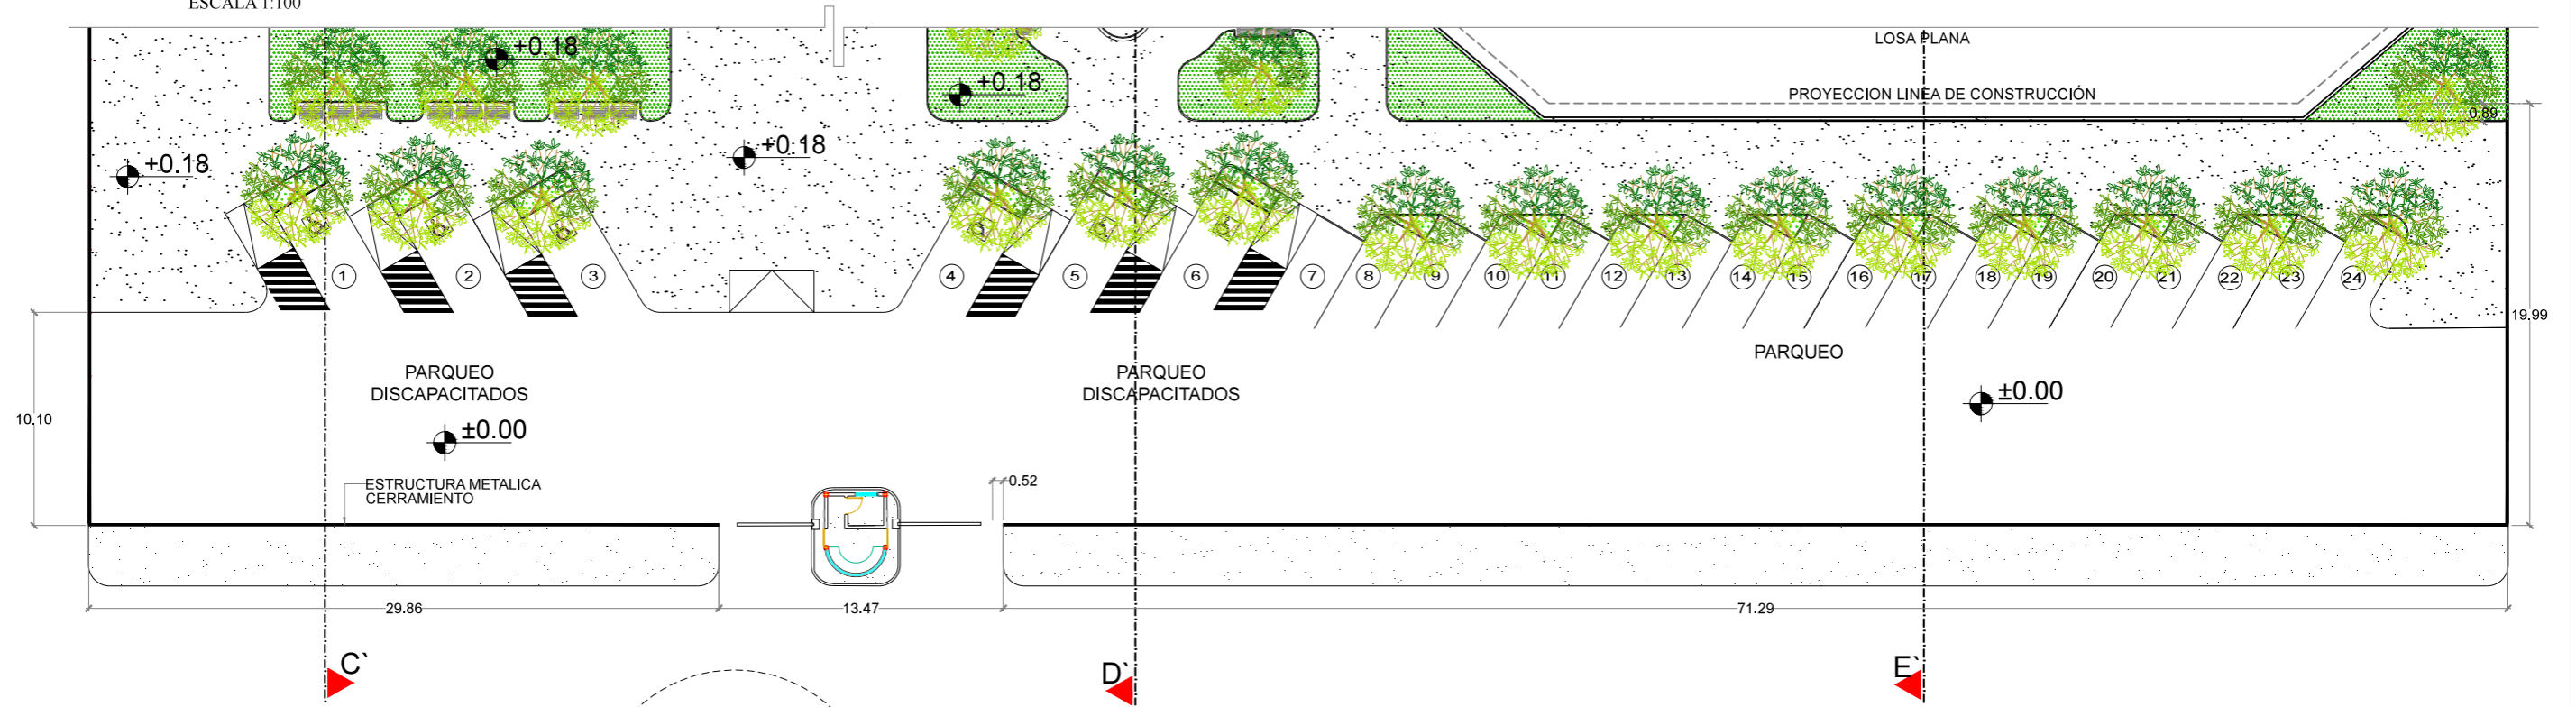 ESCALA 1:100
+0.18
LOSA PLANA
+0.18
PROYECCION LINEA DE CONSTRUCCIÓN
0.89
+0.18
+0.18
1
2
3
4
5
6
7
8
9
10
11
12
13
14
15
16
17
18
19
20
21
22
23
24
19.99
PARQUEO
DISCAPACITADOS
PARQUEO
DISCAPACITADOS
PARQUEO
±0.00
10.10
±0.00
ESTRUCTURA METALICA
CERRAMIENTO
0.52
29.86
13.47
71.29
C`
D`
E`